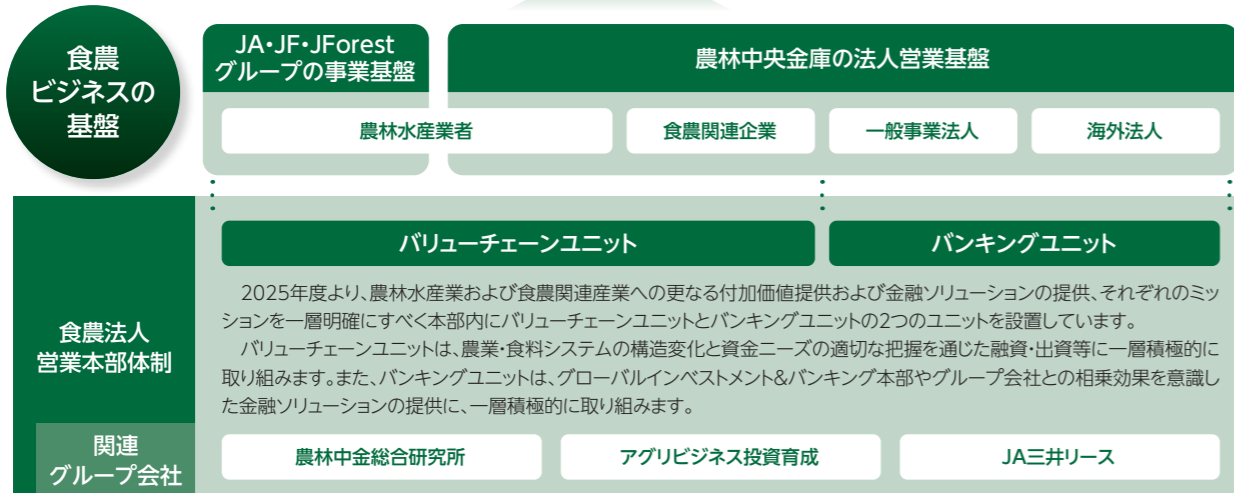 食農
ビジネスの
基盤
JA・JF・JForest
グループの事業基盤
農林中央金庫の法人営業基盤
農林水産業者
食農関連企業
一般事業法人
海外法人
食農法人
営業本部体制
バリューチェーンユニット
バンキングユニット
2025年度より、農林水産業および食農関連産業への更なる付加価値提供および金融ソリューションの提供、それぞれのミッ
ションを一層明確にすべく本部内にバリューチェーンユニットとバンキングユニットの2つのユニットを設置しています。
バリューチェーンユニットは、農業・食料システムの構造変化と資金ニーズの適切な把握を通じた融資・出資等に一層積極的に
取り組みます。また、バンキングユニットは、グローバルインベストメント&バンキング本部やグループ会社との相乗効果を意識し
た金融ソリューションの提供に、一層積極的に取り組みます。
関連
グループ会社
農林中金総合研究所
アグリビジネス投資育成
JA三井リース